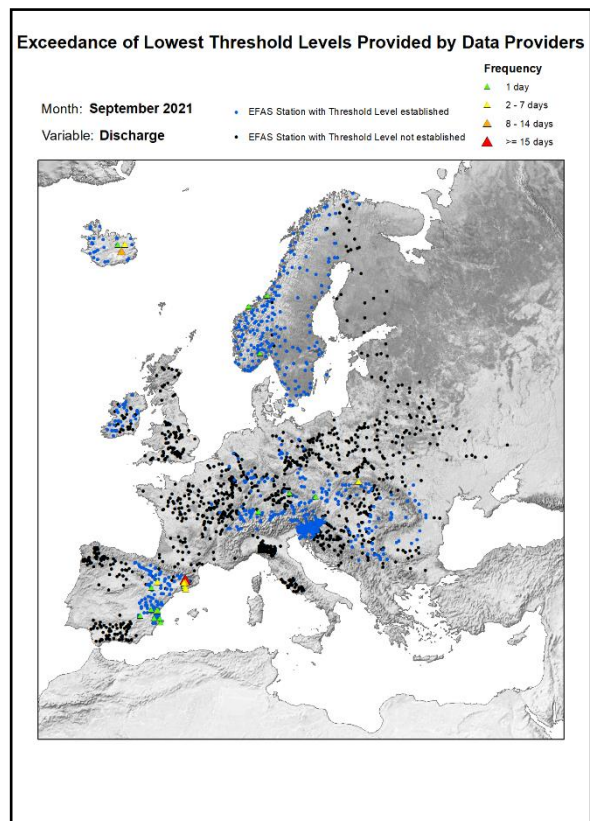 Exceedance of Lowest Threshold Levels Provided by Data Providers
Frequency
1 day
2 - 7 days
8 - 14 days
>= 15 days
Month: September 2021
EFAS Station with Threshold Level established
Variable: Discharge
EFAS Station with Threshold Level not established